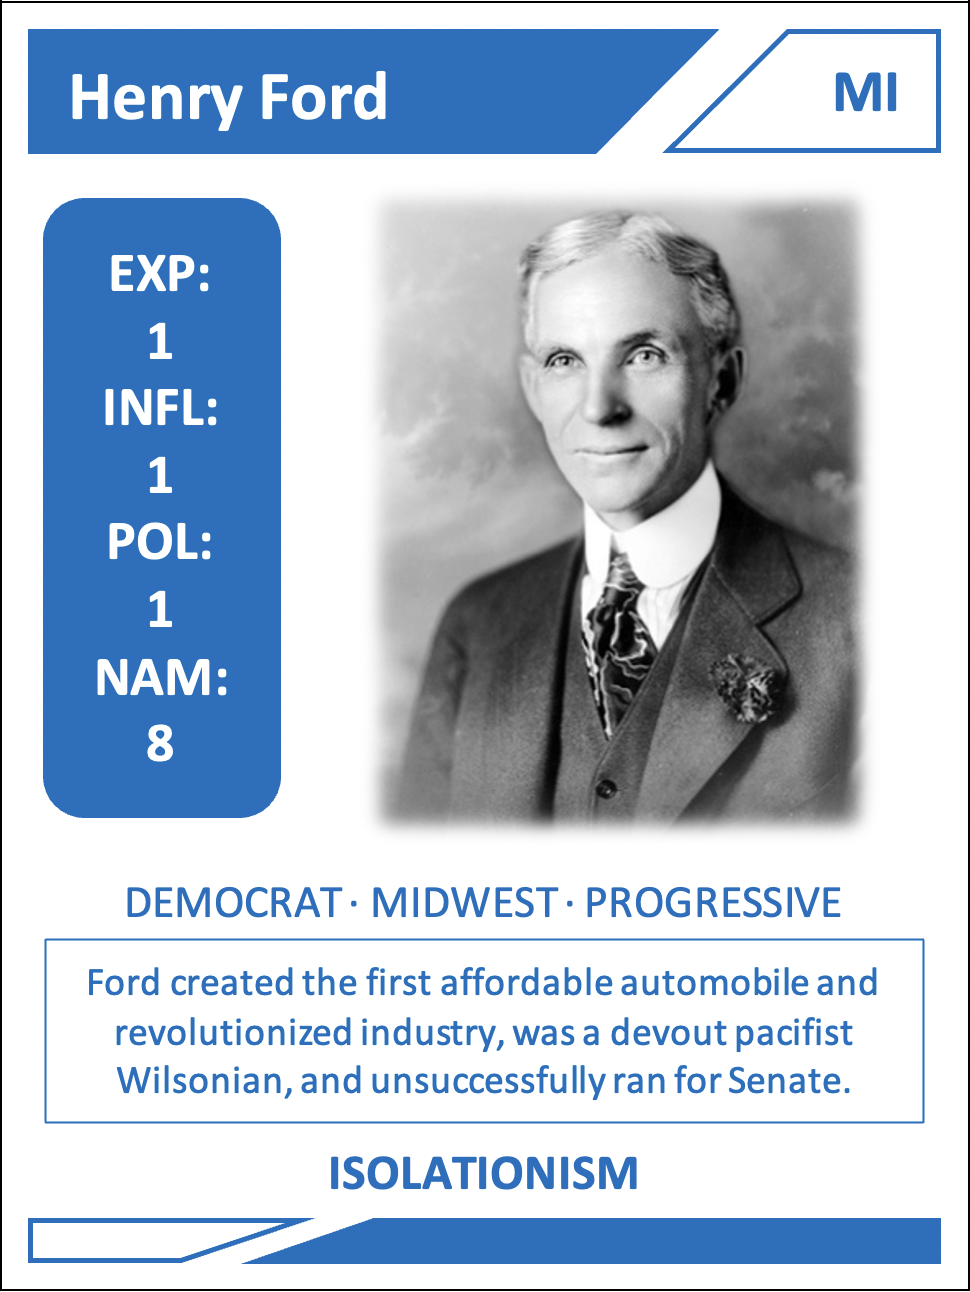 Henry Ford
MI
EXP:
1
INFL:
1
POL:
1
NAM:
8
DEMOCRAT · MIDWEST · PROGRESSIVE
Ford created the first affordable automobile and
revolutionized industry, was a devout pacifist
Wilsonian, and unsuccessfully ran for Senate.
ISOLATIONISM